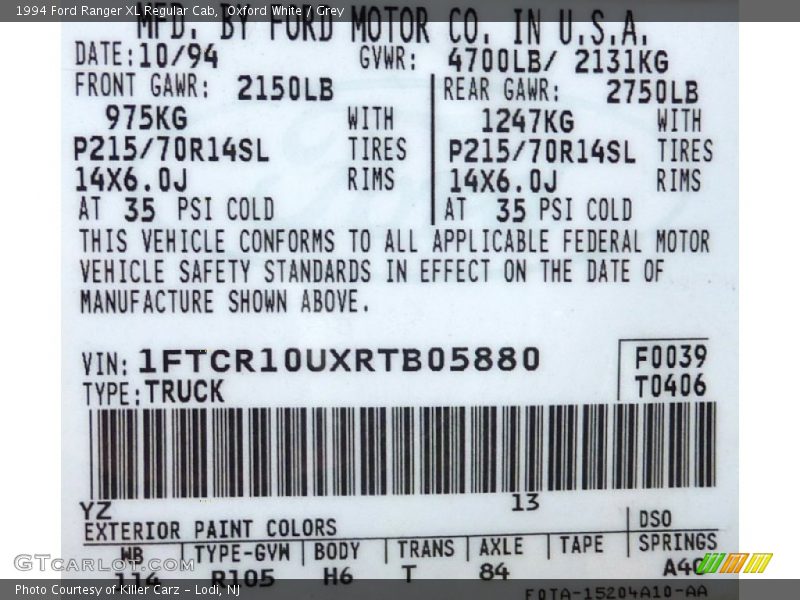 1994 Ford Ranger XL Regular Cab, Oxford White / Grey
MFD. BY FORD MOTOR CO. IN U.S.A.
DATE:10/94 GVWR: 4700LB/ 2131KG
FRONT GAWR: 2150LB REAR GAWR: 2750LB
975KG WITH 1247KG WITH
P215/70R14SL TIRES P215/70R14SL TIRES
14X6.0J RIMS 14X6.0J RIMS
AT 35 PSI COLD AT 35 PSI COLD
THIS VEHICLE CONFORMS TO ALL APPLICABLE FEDERAL MOTOR
VEHICLE SAFETY STANDARDS IN EFFECT ON THE DATE OF
MANUFACTURE SHOWN ABOVE.
VIN: 1FTCR10UXRTB05880 F0039
TYPE:TRUCK T0406
YZ 13
EXTERIOR PAINT COLORS DSO
WB TYPE-GVW BODY TRANS AXLE TAPE SPRINGS
114 R105 H6 T 84 A40
GTCARLOT.COM
Photo Courtesy of Killer Carz – Lodi, NJ
F0TA-15204A10-AA